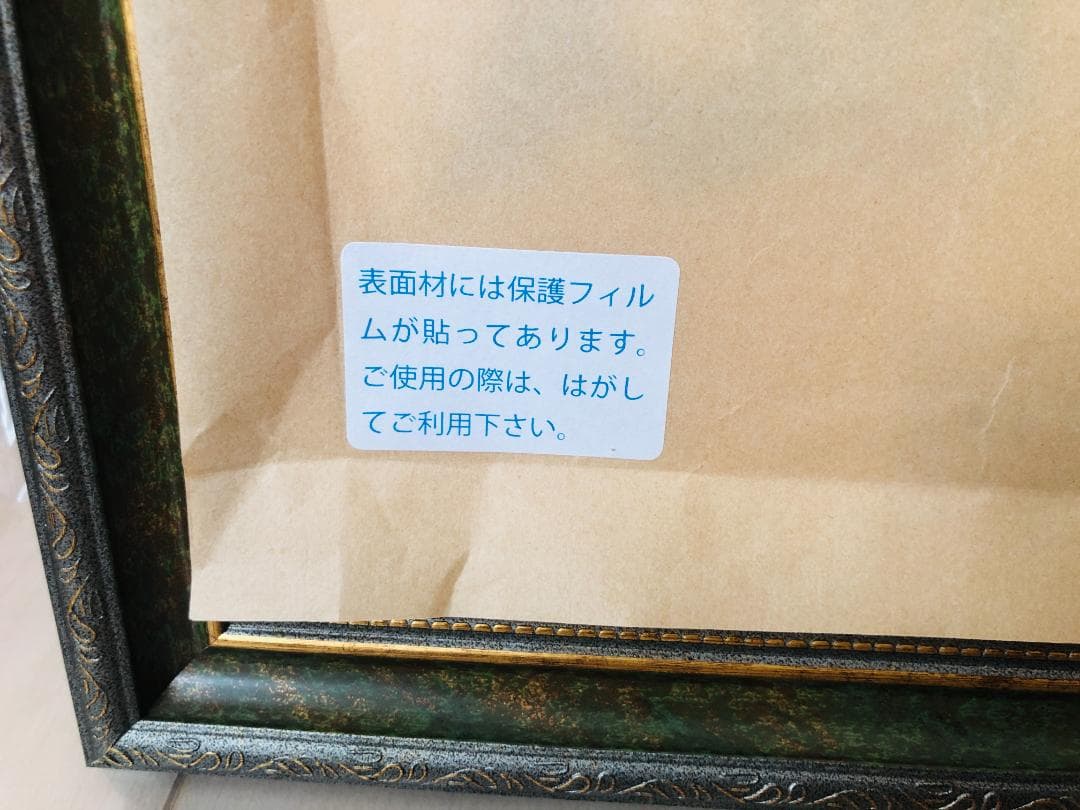 表面材には保護フィル
ムが貼ってあります。
ご使用の際は、はがし
てご利用下さい。